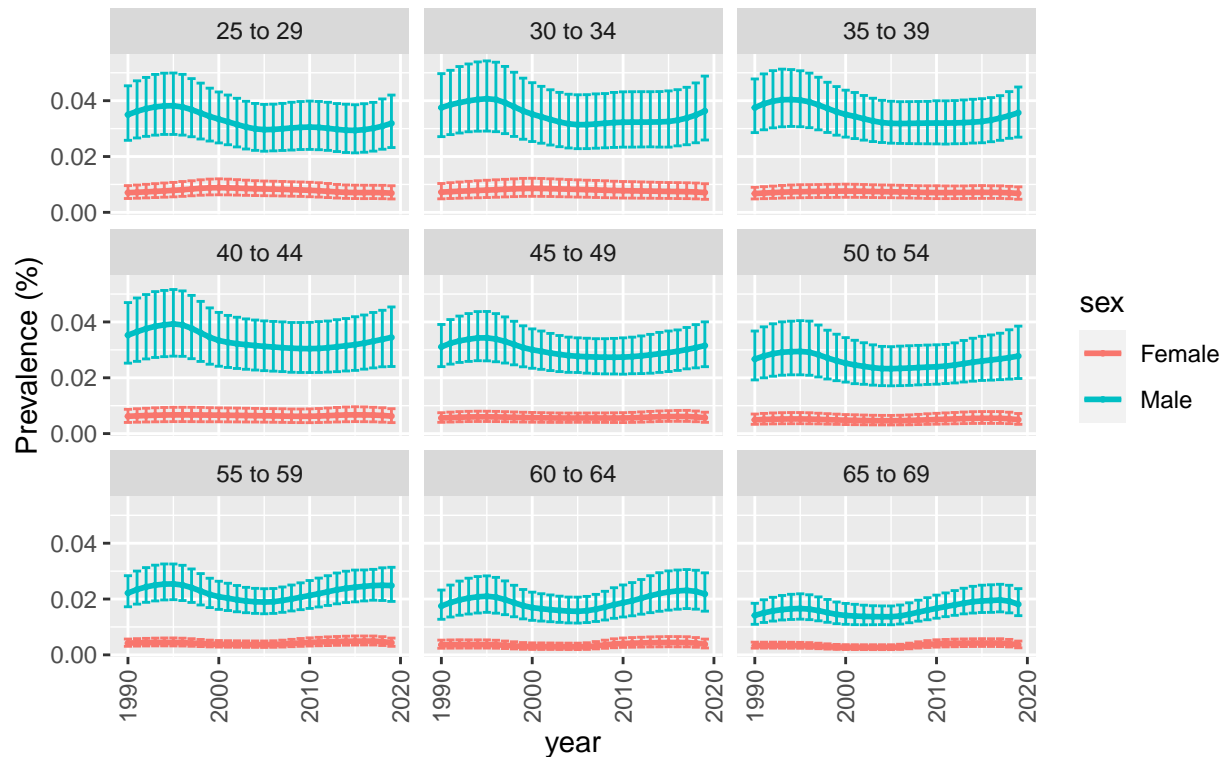 25 to 29
30 to 34
35 to 39
0.04
0.02
0.00
40 to 44
45 to 49
50 to 54
0.04
0.02
0.00
55 to 59
60 to 64
65 to 69
0.04
0.02
0.00
1990
2000
2010
2020
1990
2000
2010
2020
1990
2000
2010
2020
year
Prevalence (%)
sex
Female
Male